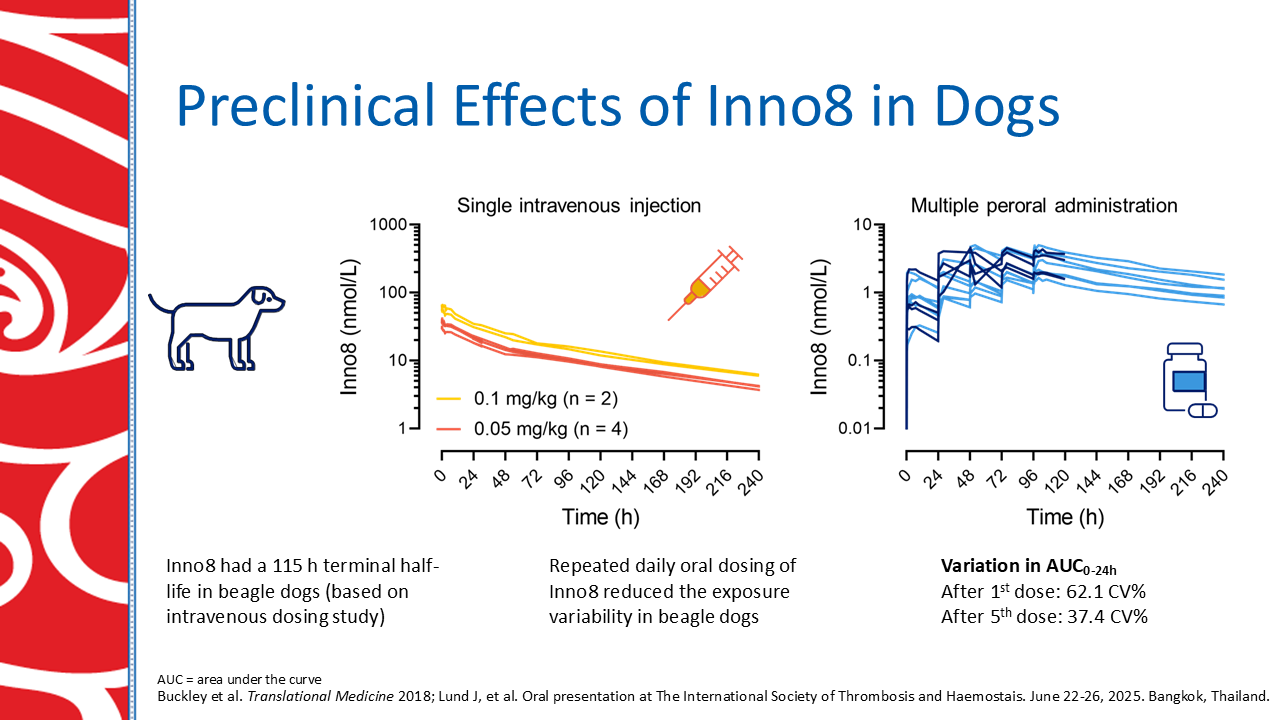 Preclinical Effects of Inno8 in Dogs
Single intravenous injection
Inno8 (nmol/L)
1000
100
10
1
0.1 mg/kg (n = 2)
0.05 mg/kg (n = 4)
0 24 48 72 96 120 144 168 192 216 240
Time (h)
Multiple peroral administration
Inno8 (nmol/L)
10
1
0.1
0.01
0 24 48 72 96 120 144 168 192 216 240
Time (h)
Inno8 had a 115 h terminal half-
life in beagle dogs (based on
intravenous dosing study)
Repeated daily oral dosing of
Inno8 reduced the exposure
variability in beagle dogs
Variation in AUC0-24h
After 1st dose: 62.1 CV%
After 5th dose: 37.4 CV%
AUC = area under the curve
Buckley et al. Translational Medicine 2018; Lund J, et al. Oral presentation at The International Society of Thrombosis and Haemostais. June 22-26, 2025. Bangkok, Thailand.